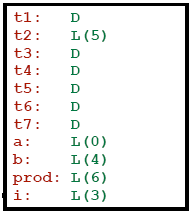 t1: D
t2: L(5)
t3: D
t4: D
t5: D
t6: D
t7: D
a: L(0)
b: L(4)
prod: L(6)
i: L(3)